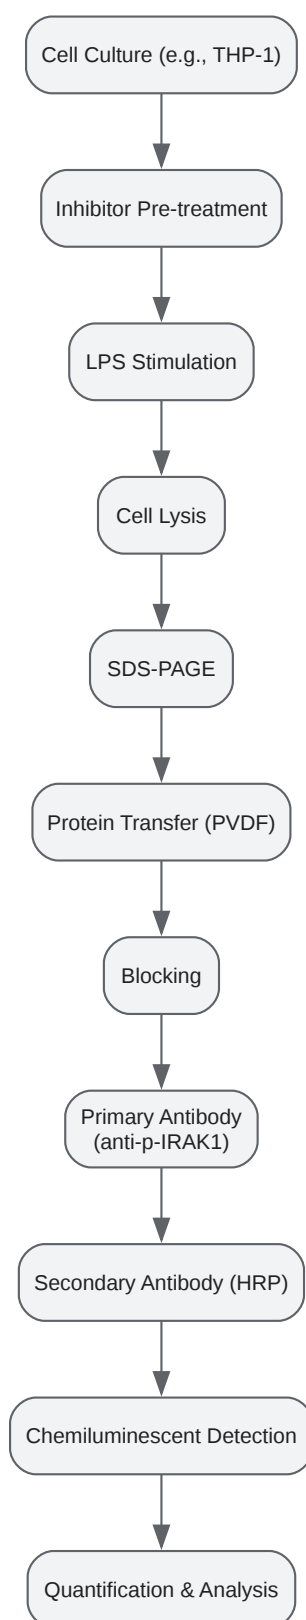 Cell Culture (e.g., THP-1)
Inhibitor Pre-treatment
LPS Stimulation
Cell Lysis
SDS-PAGE
Protein Transfer (PVDF)
Blocking
Primary Antibody
(anti-p-IRAK1)
Secondary Antibody (HRP)
Chemiluminescent Detection
Quantification & Analysis